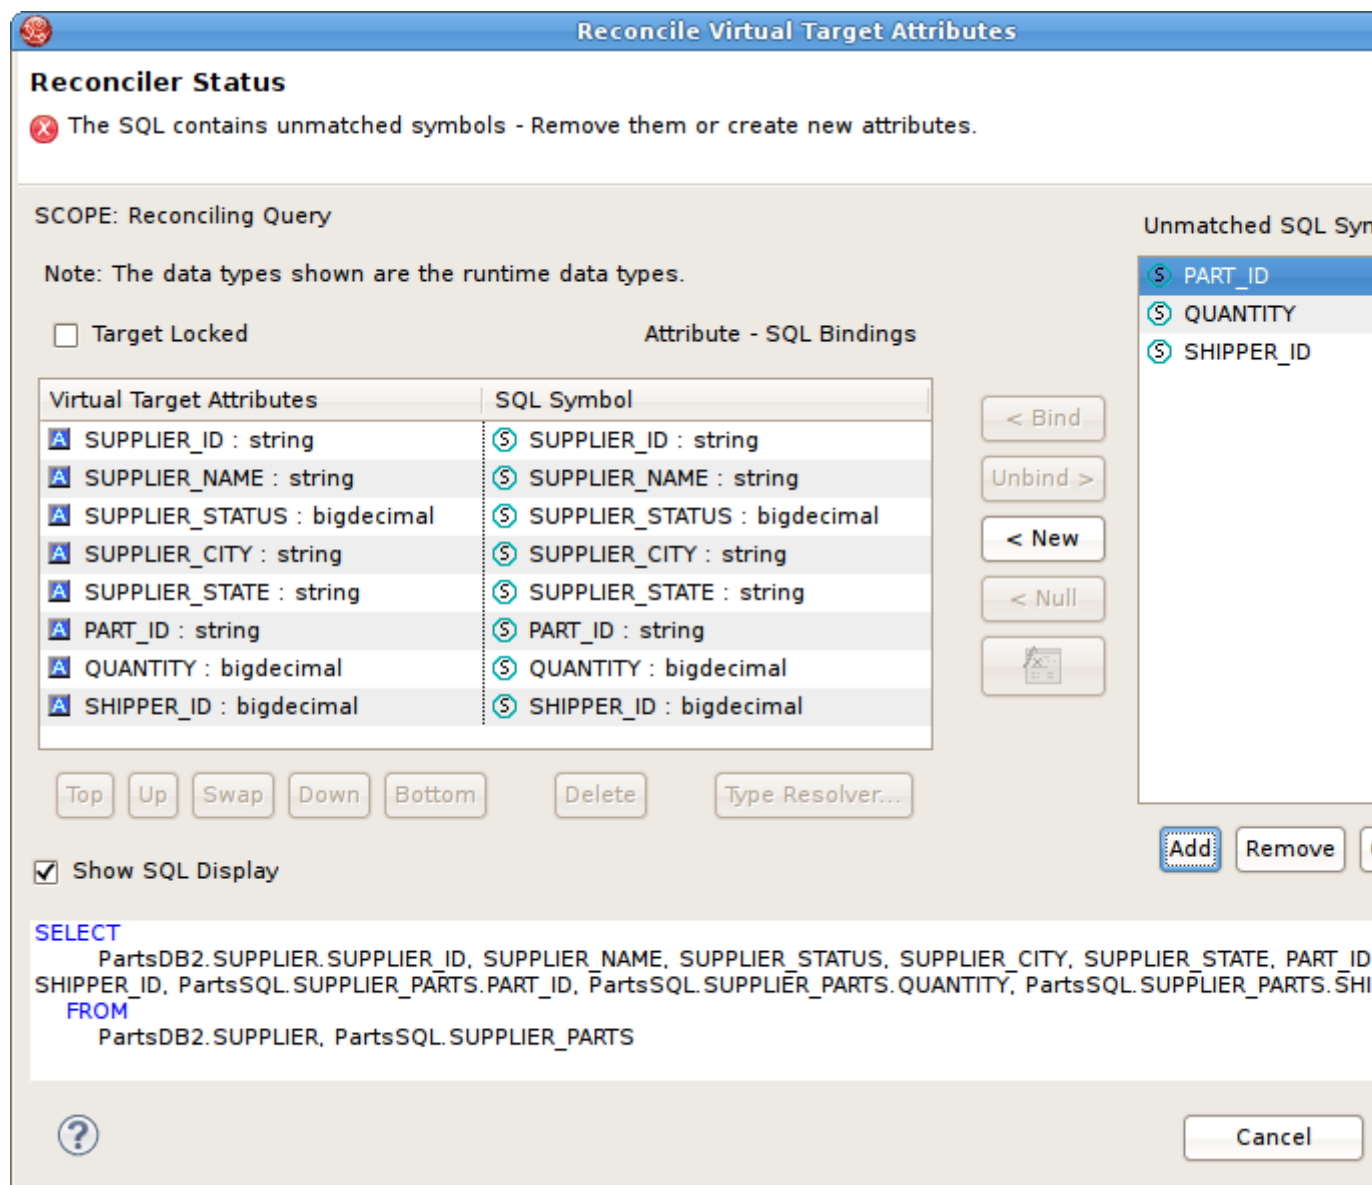 Reconcile Virtual Target Attributes
Reconciler Status
The SQL contains unmatched symbols - Remove them or create new attributes.
SCOPE: Reconciling Query
Unmatched SQL
Note: The data types shown are the runtime data types.
PART_ID
QUANTITY
SHIPPER_ID
Target Locked
Attribute - SQL Bindings
Virtual Target Attributes SQL Symbol
A SUPPLIER_ID : string S SUPPLIER_ID : string
A SUPPLIER_NAME : string S SUPPLIER_NAME : string
A SUPPLIER_STATUS : bigdecimal S SUPPLIER_STATUS : bigdecimal
A SUPPLIER_CITY : string S SUPPLIER_CITY : string
A SUPPLIER_STATE : string S SUPPLIER_STATE : string
A PART_ID : string S PART_ID : string
A QUANTITY : bigdecimal S QUANTITY : bigdecimal
A SHIPPER_ID : bigdecimal S SHIPPER_ID : bigdecimal
< Bind
Unbind >
< New
< Null
Top Up Swap Down Bottom Delete Type Resolver...
Add Remove
Show SQL Display
SELECT
PartsDB2.SUPPLIER.SUPPLIER_ID, SUPPLIER_NAME, SUPPLIER_STATUS, SUPPLIER_CITY, SUPPLIER_STATE, PART_ID
SHIPPER_ID, PartsSQL.SUPPLIER_PARTS.PART_ID, PartsSQL.SUPPLIER_PARTS.QUANTITY, PartsSQL.SUPPLIER_PARTS.SHI
FROM
PartsDB2.SUPPLIER, PartsSQL.SUPPLIER_PARTS
?
Cancel